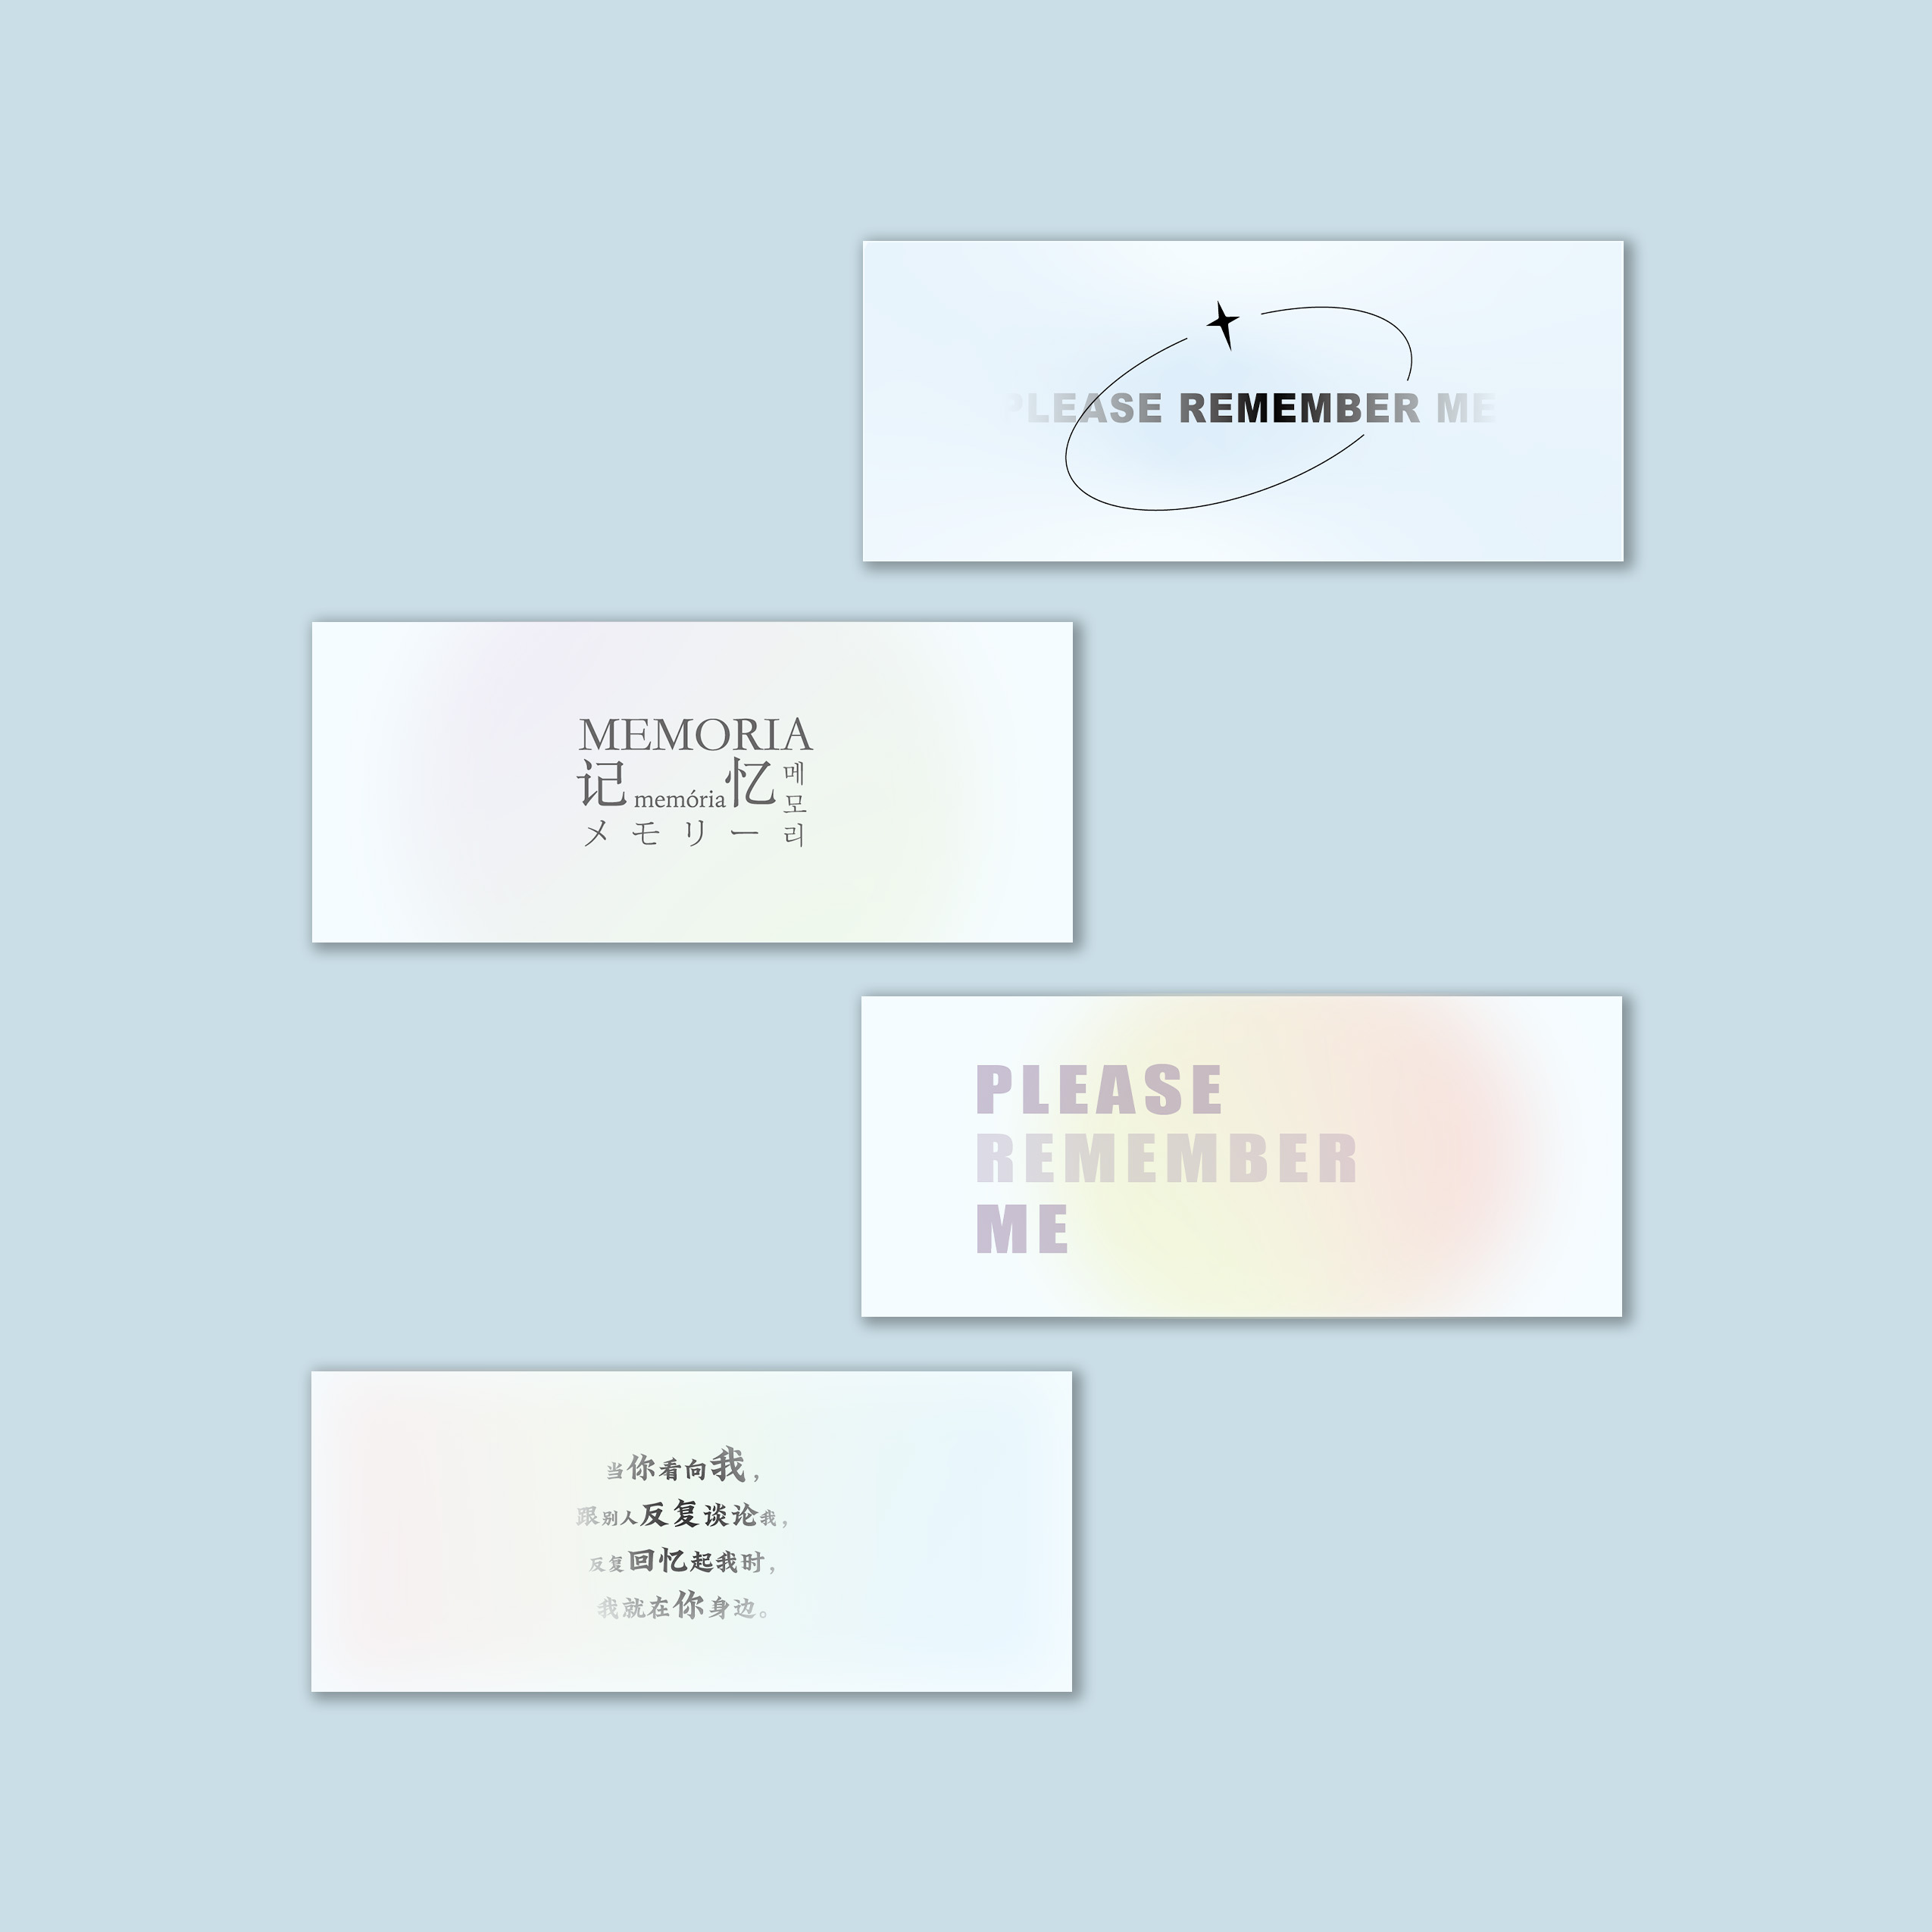 PLEASE REMEMBER ME
MEMORIA
记忆
memória
메모리
メモリー
PLEASE
REMEMBER
ME
当你看向我，
跟别人反复谈论我，
反复回忆起我时，
我就在你身边。